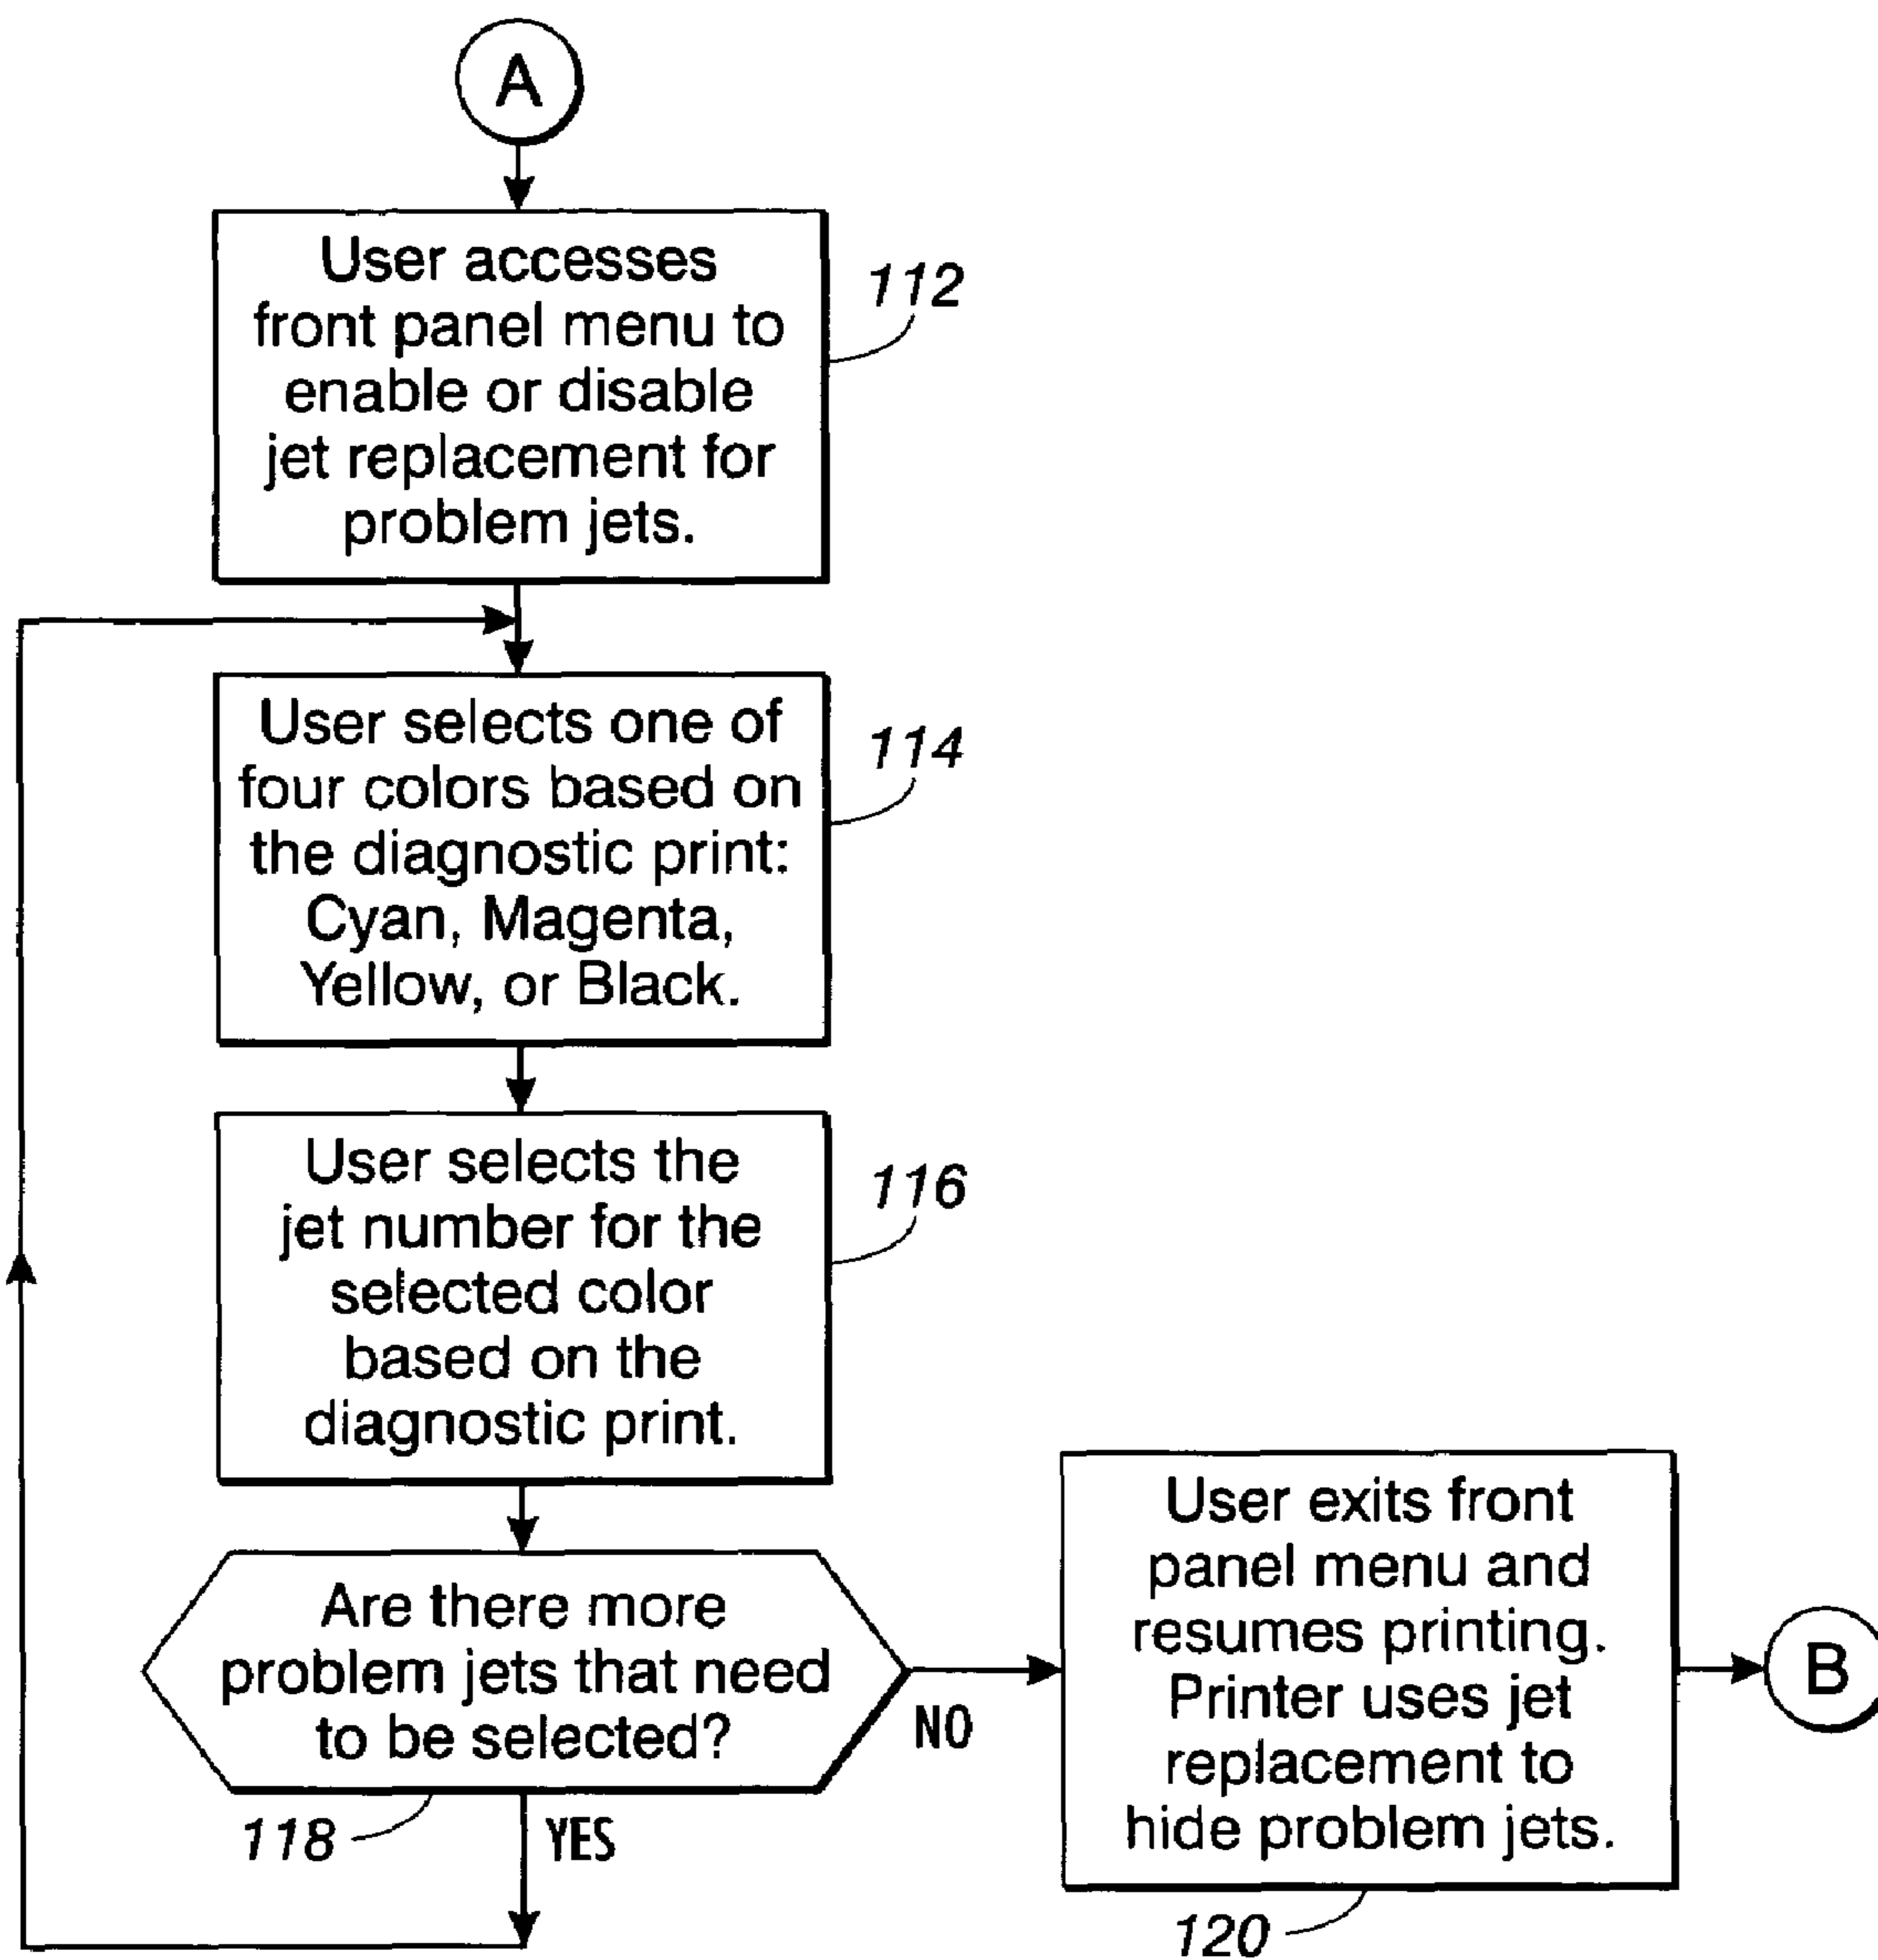 A
User accesses
front panel menu to
enable or disable
jet replacement for
problem jets.
112
User selects one of
four colors based on
the diagnostic print:
Cyan, Magenta,
Yellow, or Black.
114
User selects the
jet number for the
selected color
based on the
diagnostic print.
116
Are there more
problem jets that need
to be selected?
118
YES
NO
User exits front
panel menu and
resumes printing.
Printer uses jet
replacement to
hide problem jets.
120
B